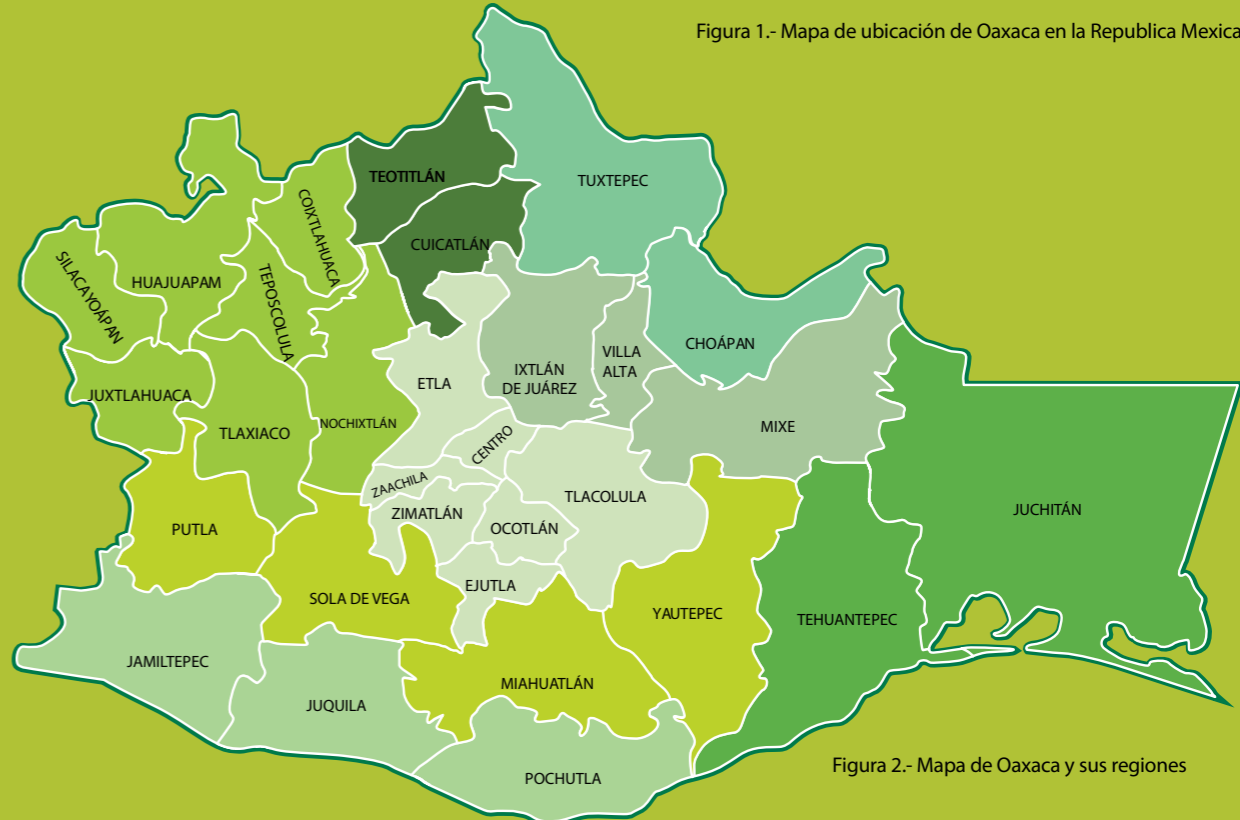 Figura 1.- Mapa de ubicación de Oaxaca en la Republica Mexica
TEOTITLÁN
TUXTEPEC
COIXTLAHUACA
CUICATLÁN
SILACAYOÁPAN
HUAJUAPAM
TEPOSCOLULA
CHOÁPAN
VILLA
ALTA
IXTLÁN
DE JUÁREZ
ETLA
JUXTLAHUACA
NOCHIXTLÁN
TLAXIACO
MIXE
CENTRO
ZAACHILA
TLACOLULA
ZIMATLÁN
OCOTLÁN
JUCHITÁN
PUTLA
EJUTLA
SOLA DE VEGA
YAUTEPEC
TEHUANTEPEC
JAMILTEPEC
MIAHUATLÁN
JUQUILA
POCHUTLA
Figura 2.- Mapa de Oaxaca y sus regiones